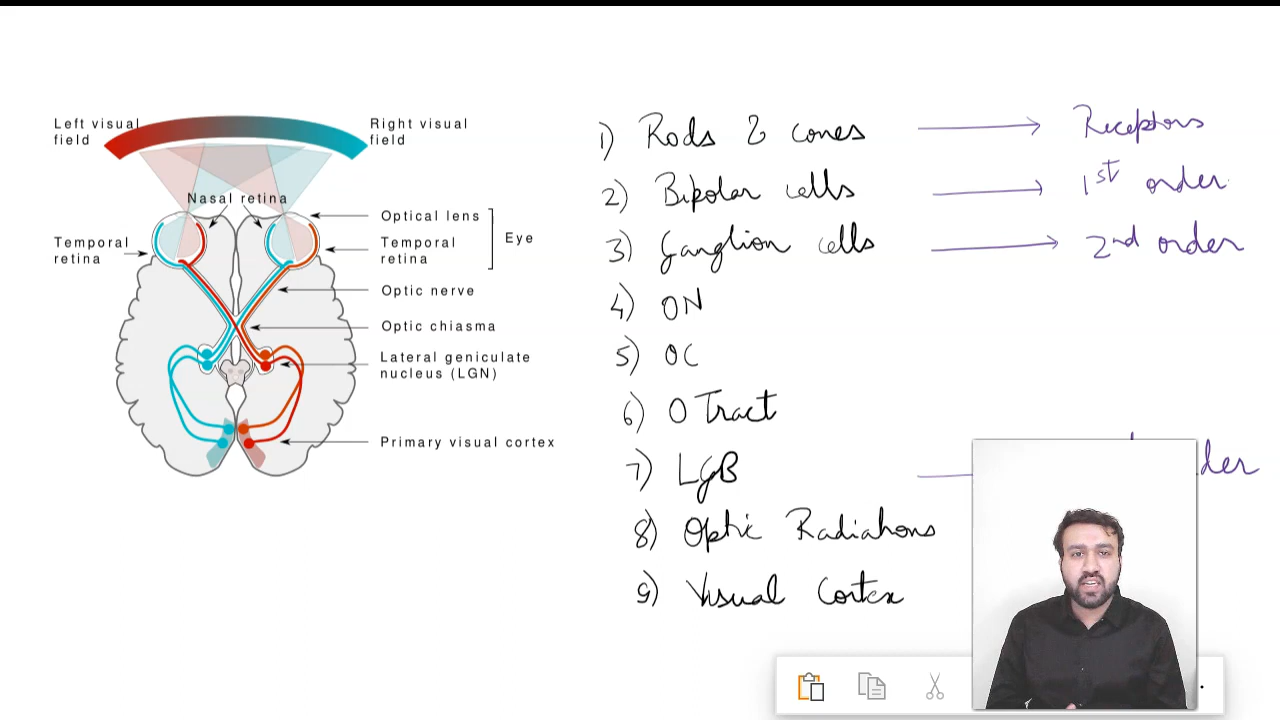 Left visual
field
Right visual
field
Nasal retina
Optical lens
Temporal
retina
Temporal
retina
Eye
Optic nerve
Optic chiasma
Lateral geniculate
nucleus (LGN)
Primary visual cortex
1) Rods & cones → Receptors
2) Bipolar cells → 1st order
3) Ganglion cells → 2nd order
4) ON
5) OC
6) O Tract
7) LGB
8) Optic Radiations
9) Visual Cortex